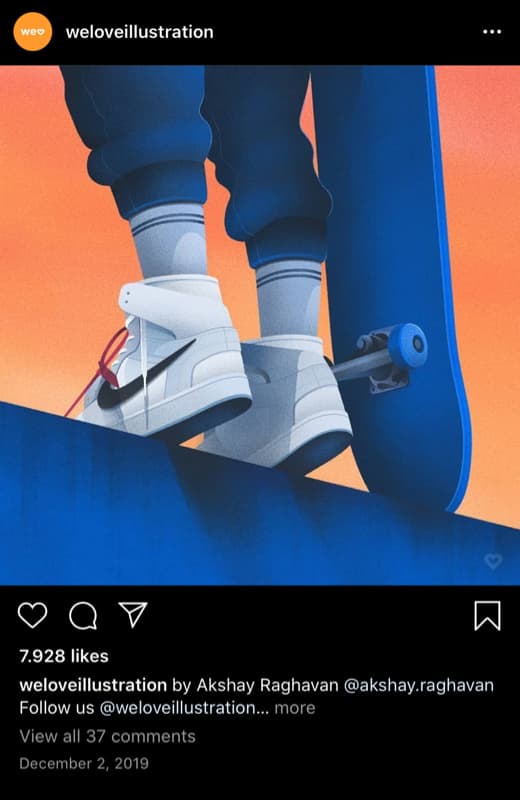 we
weloveillustration
7.928 likes
weloveillustration by Akshay Raghavan @akshay.raghavan
Follow us @weloveillustration... more
View all 37 comments
December 2, 2019